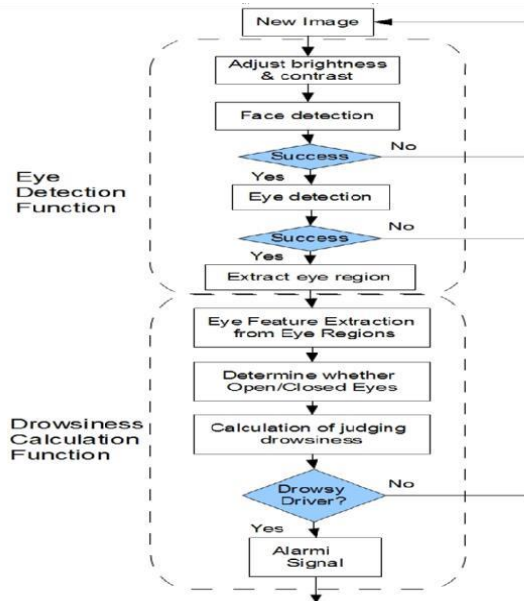 New Image
Adjust brightness
& contrast
Face detection
Success
No
Yes
Eye
Detection
Function
Eye detection
Success
No
Yes
Extract eye region
Eye Feature Extraction
from Eye Regions
Determine whether
Open/Closed Eyes
Drowsiness
Calculation
Function
Calculation of judging
drowsiness
Drowsy
Driver?
No
Yes
Alarmi
Signal